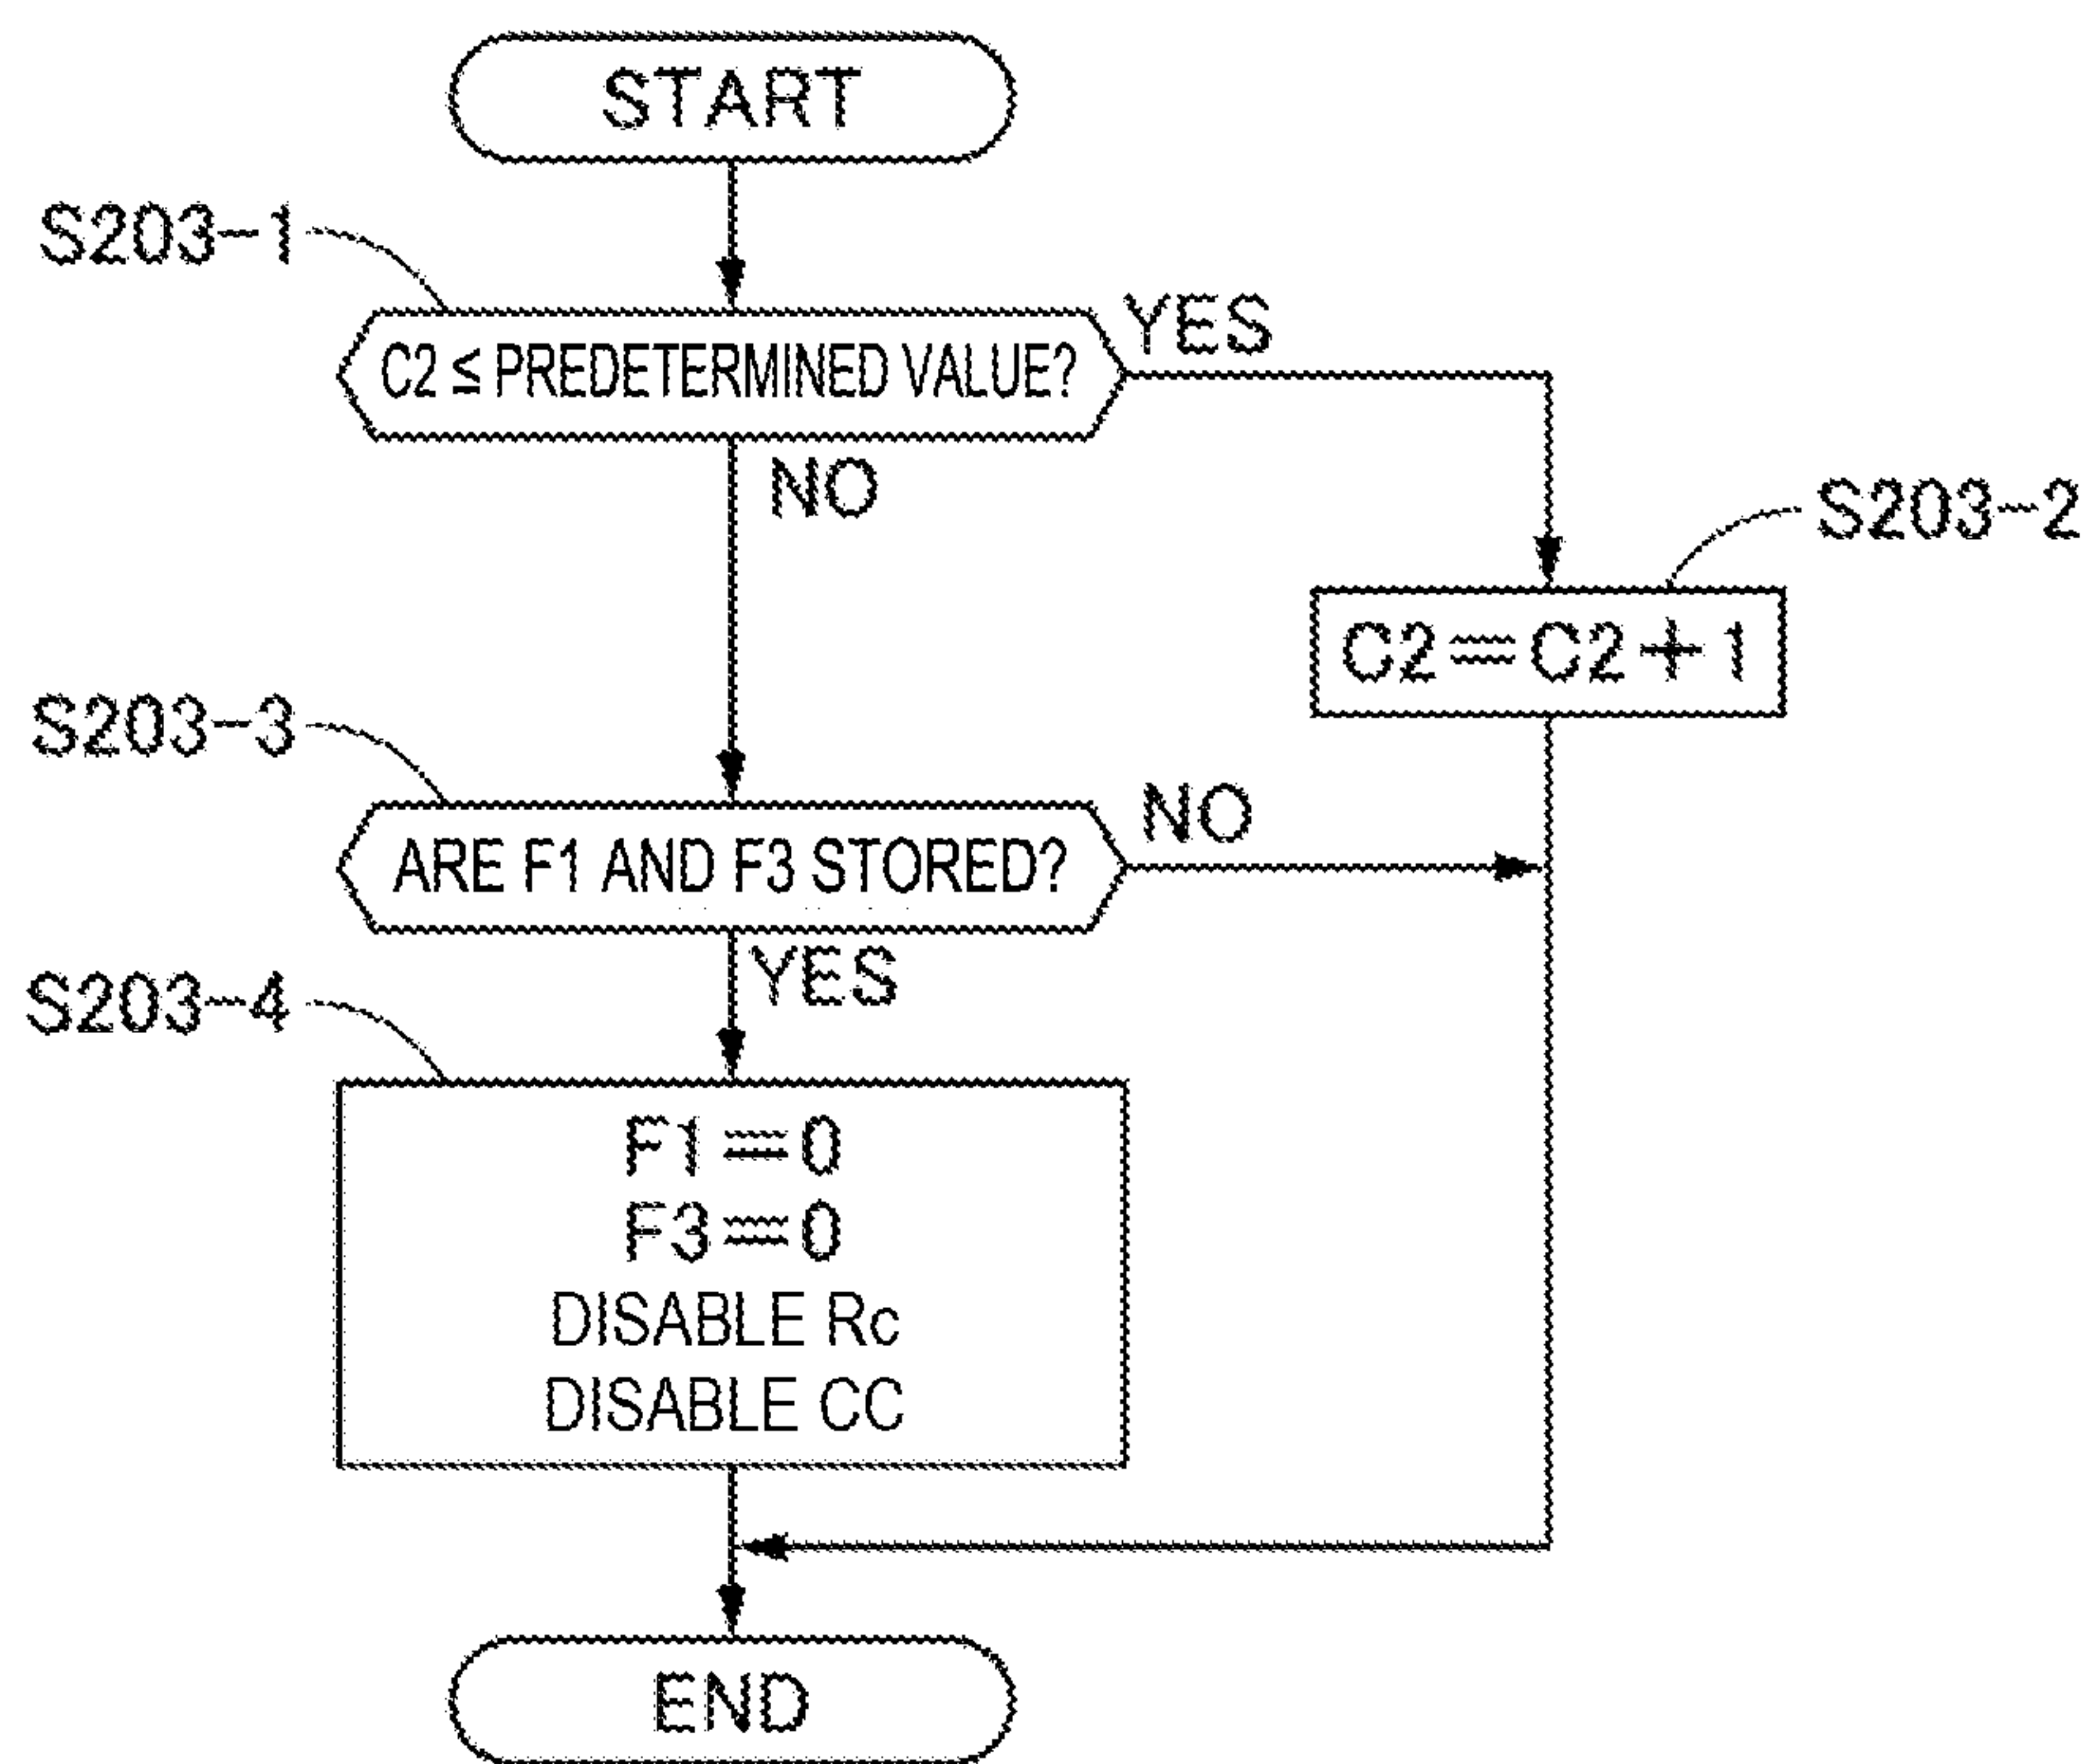 START
S203-1
C2 ≤ PREDETERMINED VALUE?
YES
NO
S203-2
C2=C2+1
S203-3
ARE F1 AND F3 STORED?
NO
YES
S203-4
F1=0
F3=0
DISABLE Rc
DISABLE CC
END